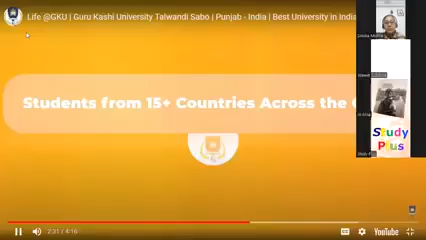 Life @GKU | Guru Kashi University Talwandi Sabo | Punjab - India | Best University in India
Students from 15+ Countries Across the
Study
Plus
2:31 / 4:16
CC
YouTube